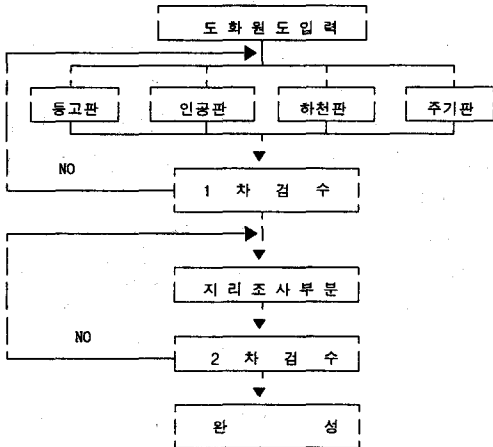 도 화 원 도 입 력
등고판 인공판 하천판 주기판
NO
1 차 검 수
지 리 조 사 부 분
NO
2 차 검 수
완 성